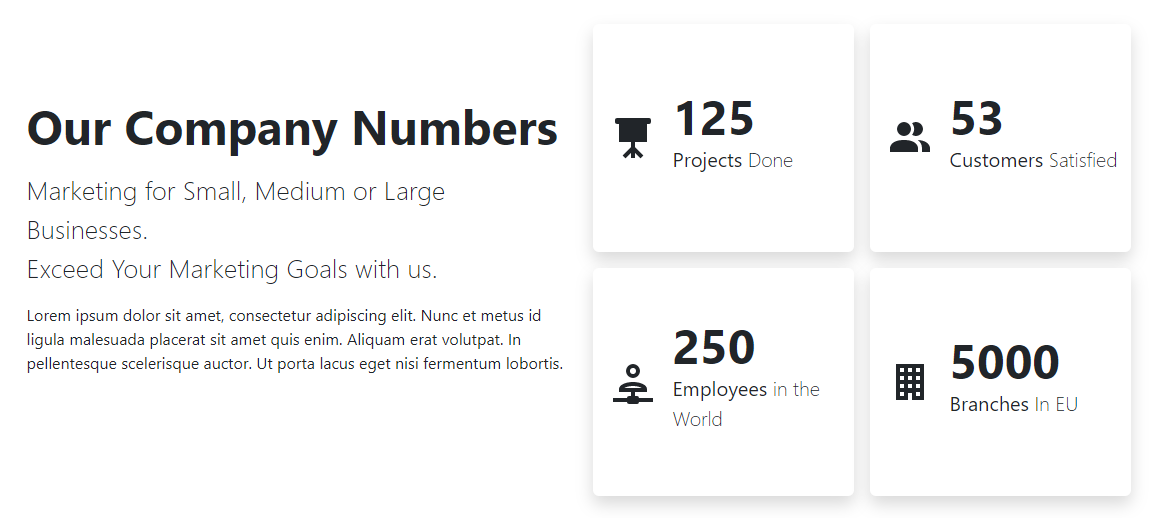 Our Company Numbers
Marketing for Small, Medium or Large
Businesses.
Exceed Your Marketing Goals with us.
Lorem ipsum dolor sit amet, consectetur adipiscing elit. Nunc et metus id
ligula malesuada placerat sit amet quis enim. Aliquam erat volutpat. In
pellentesque scelerisque auctor. Ut porta lacus eget nisi fermentum lobortis.
125
Projects Done
53
Customers Satisfied
250
Employees in the
World
5000
Branches In EU